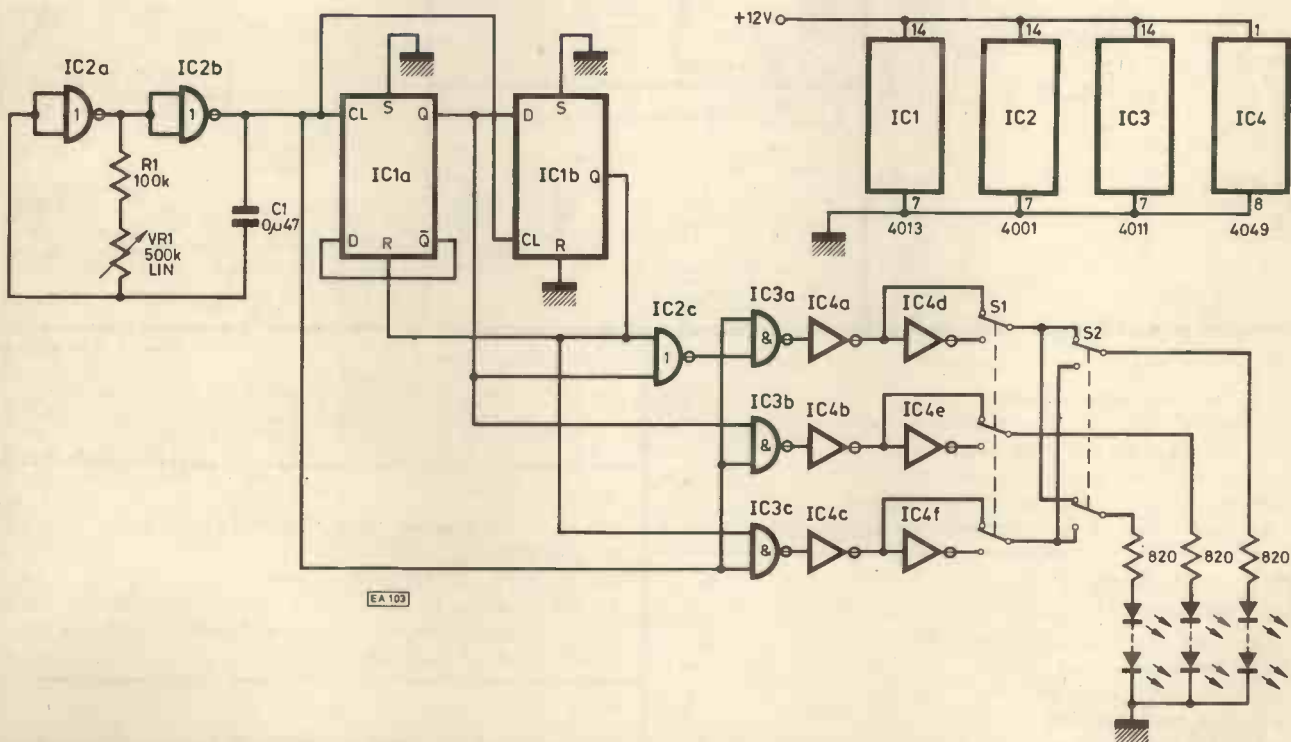 +12V
14
14
14
1
IC1
IC2
IC3
IC4
7
7
7
8
4013
4001
4011
4049
IC2a
1
IC2b
1
R1
100k
VR1
500k
LIN
C1
0μ47
CL
S
Q
IC1a
D
R
Q̅
D
S
IC1b
Q
CL
R
IC2c
1
IC3a
&
IC4a
IC4d
S1
S2
IC3b
&
IC4b
IC4e
IC3c
&
IC4c
IC4f
820
820
820
EA 103